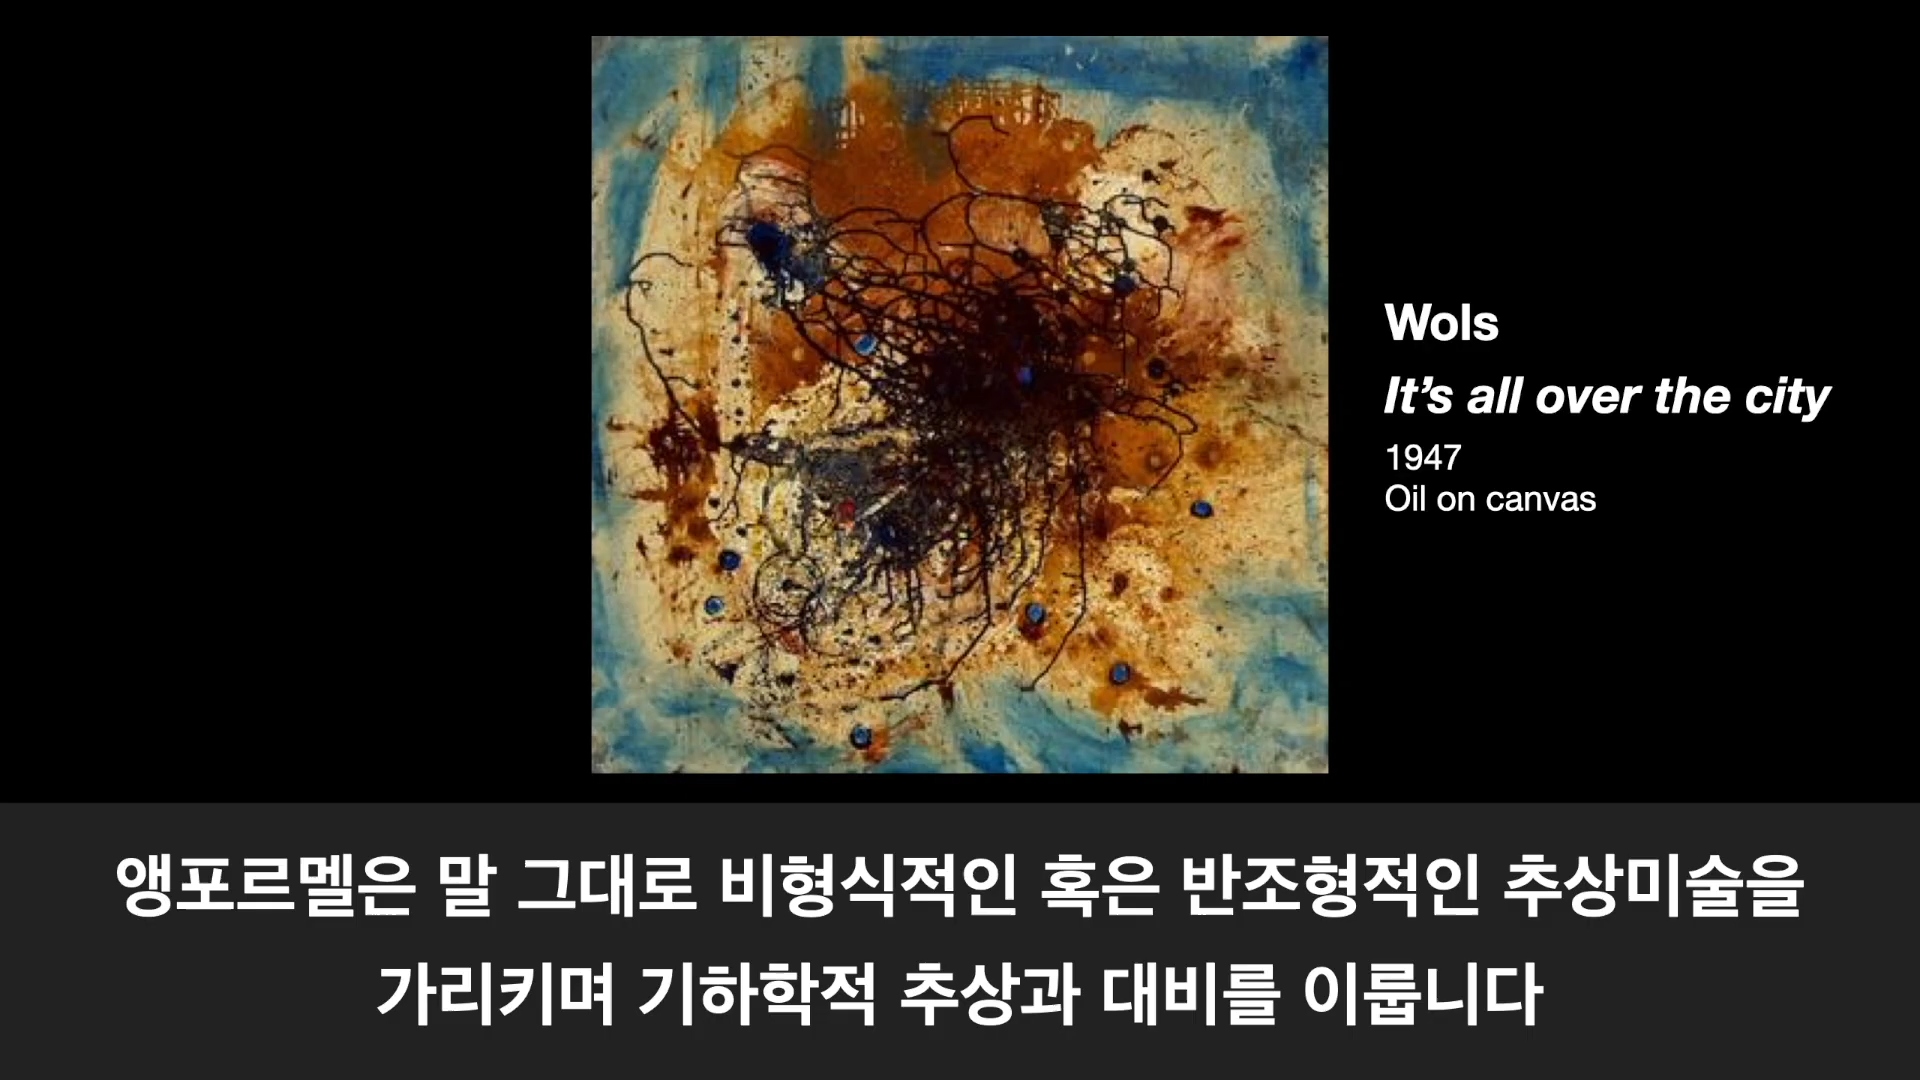 Wols
It's all over the city
1947
Oil on canvas
앵포르멜은 말 그대로 비형식적인 혹은 반조형적인 추상미술을
가리키며 기하학적 추상과 대비를 이룹니다